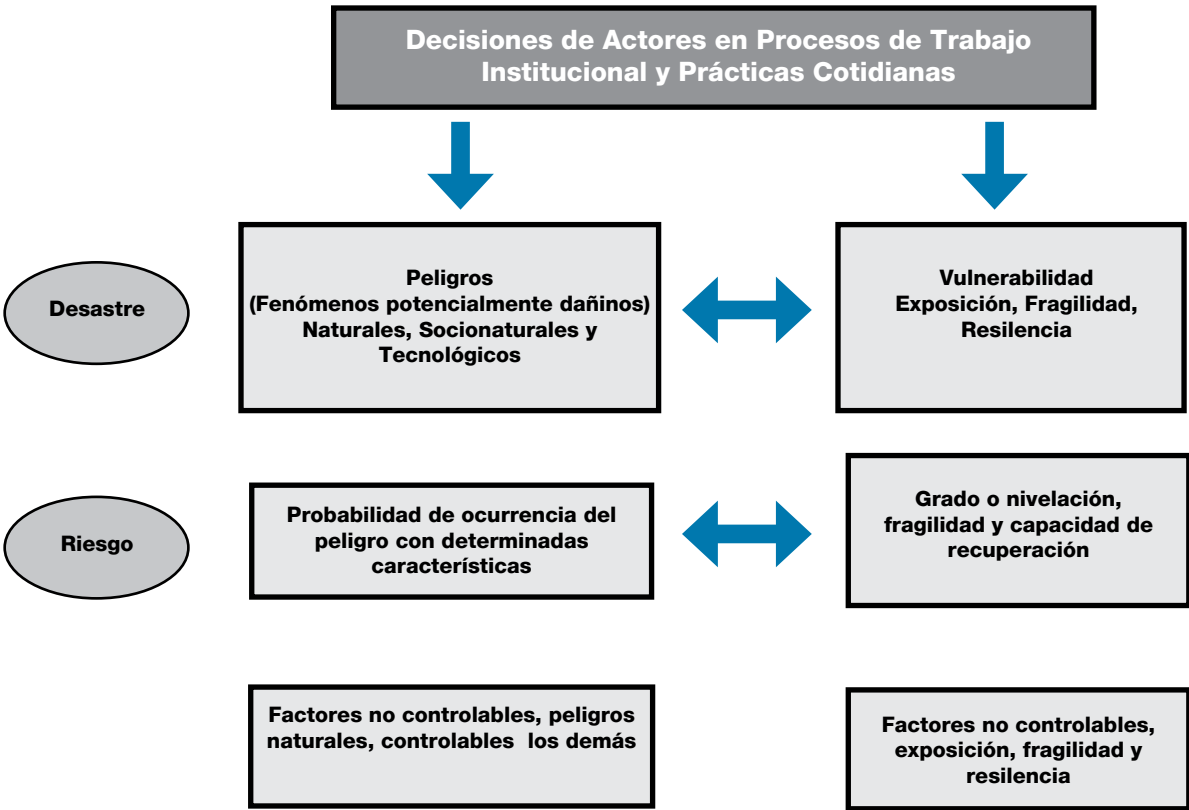 Decisiones de Actores en Procesos de Trabajo
Institucional y Prácticas Cotidianas
Desastre
Peligros
(Fenómenos potencialmente dañinos)
Naturales, Socionaturales y
Tecnológicos
Vulnerabilidad
Exposición, Fragilidad,
Resilencia
Riesgo
Probabilidad de ocurrencia del
peligro con determinadas
características
Grado o nivelación,
fragilidad y capacidad de
recuperación
Factores no controlables, peligros
naturales, controlables los demás
Factores no controlables,
exposición, fragilidad y
resilencia